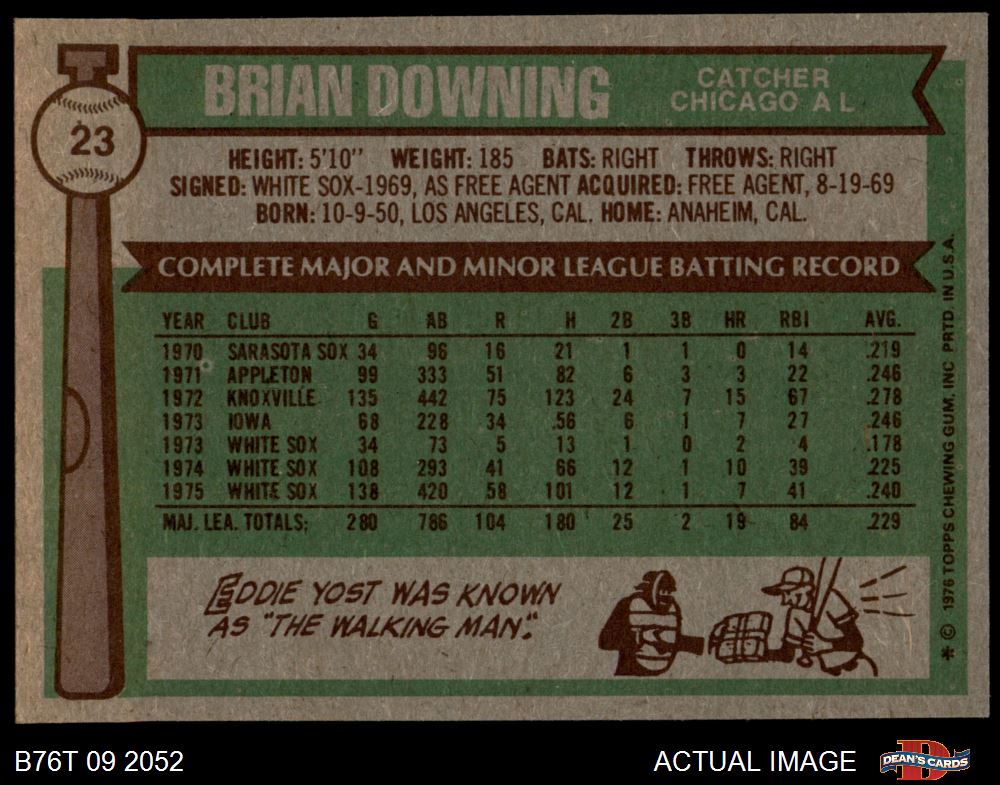 23
BRIAN DOWNING
CATCHER
CHICAGO A L
HEIGHT: 5'10" WEIGHT: 185 BATS: RIGHT THROWS: RIGHT
SIGNED: WHITE SOX-1969, AS FREE AGENT ACQUIRED: FREE AGENT, 8-19-69
BORN: 10-9-50, LOS ANGELES, CAL. HOME: ANAHEIM, CAL.
COMPLETE MAJOR AND MINOR LEAGUE BATTING RECORD
YEAR CLUB G AB R H 2B 3B HR RBI AVG.
1970 SARASOTA SOX 34 96 16 21 1 1 0 14 .219
1971 APPLETON 99 333 51 82 6 3 3 22 .246
1972 KNOXVILLE 135 442 75 123 24 7 15 67 .278
1973 IOWA 68 228 34 56 6 1 7 27 .246
1973 WHITE SOX 34 73 5 13 1 0 2 4 .178
1974 WHITE SOX 108 293 41 66 12 1 10 39 .225
1975 WHITE SOX 138 420 58 101 12 1 7 41 .240
MAJ. LEA. TOTALS: 280 786 104 180 25 2 19 84 .229
EDDIE YOST WAS KNOWN
AS "THE WALKING MAN."
* © 1976 TOPPS CHEWING GUM, INC. PRTD. IN U.S.A.
B76T 09 2052
ACTUAL IMAGE
D
DEAN'S CARDS